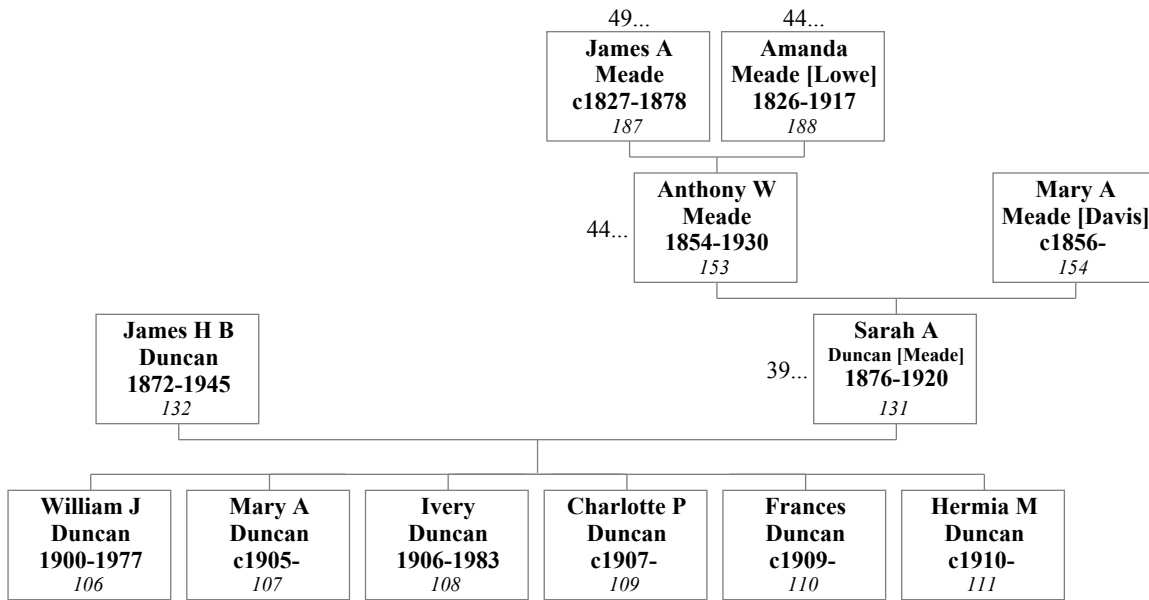 49...
44...
James A
Meade
c1827-1878
187
Amanda
Meade [Lowe]
1826-1917
188
44...
Anthony W
Meade
1854-1930
153
Mary A
Meade [Davis]
c1856-
154
James H B
Duncan
1872-1945
132
39...
Sarah A
Duncan [Meade]
1876-1920
131
William J
Duncan
1900-1977
106
Mary A
Duncan
c1905-
107
Ivery
Duncan
1906-1983
108
Charlotte P
Duncan
c1907-
109
Frances
Duncan
c1909-
110
Hermia M
Duncan
c1910-
111